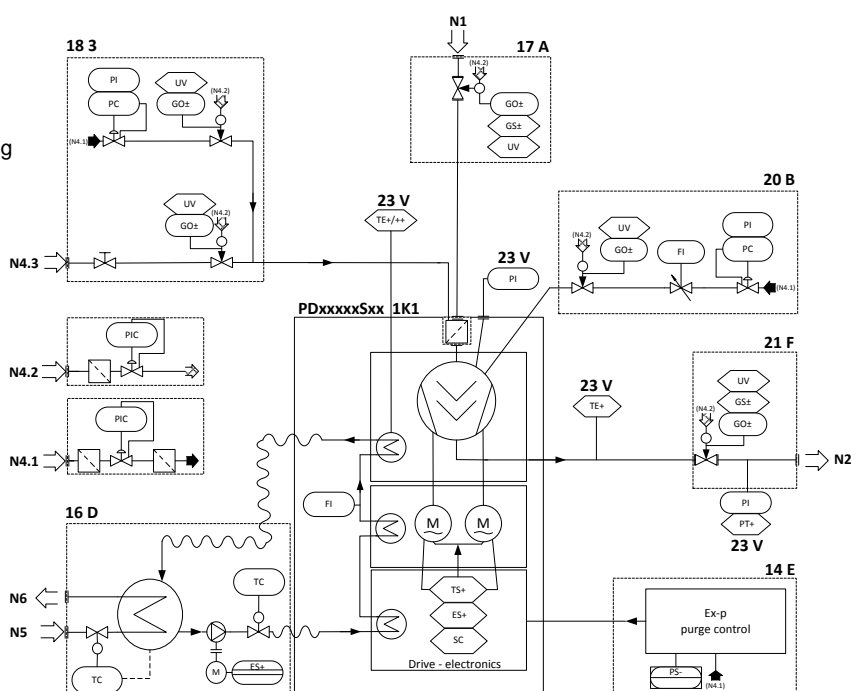 N1
18 3
17 A
PI
PC
UV
GO±
(N4.2)
(N4.1)
(N4.2)
GO±
GS±
UV
g
20 B
UV
GO±
(N4.2)
23 V
TE+/++
(N4.2)
UV
GO±
FI
PI
PC
(N4.1)
N4.3
23 V
PI
PDxxxxxSxx 1K1
PIC
N4.2
21 F
23 V
TE+
UV
GS±
GO±
(N4.2)
PIC
N4.1
N2
FI
PI
PT+
23 V
M
M
16 D
14 E
TC
TS+
ES+
SC
N6
N5
Ex-p
purge control
Drive - electronics
TC
M
ES+
PS-
(N4.1)